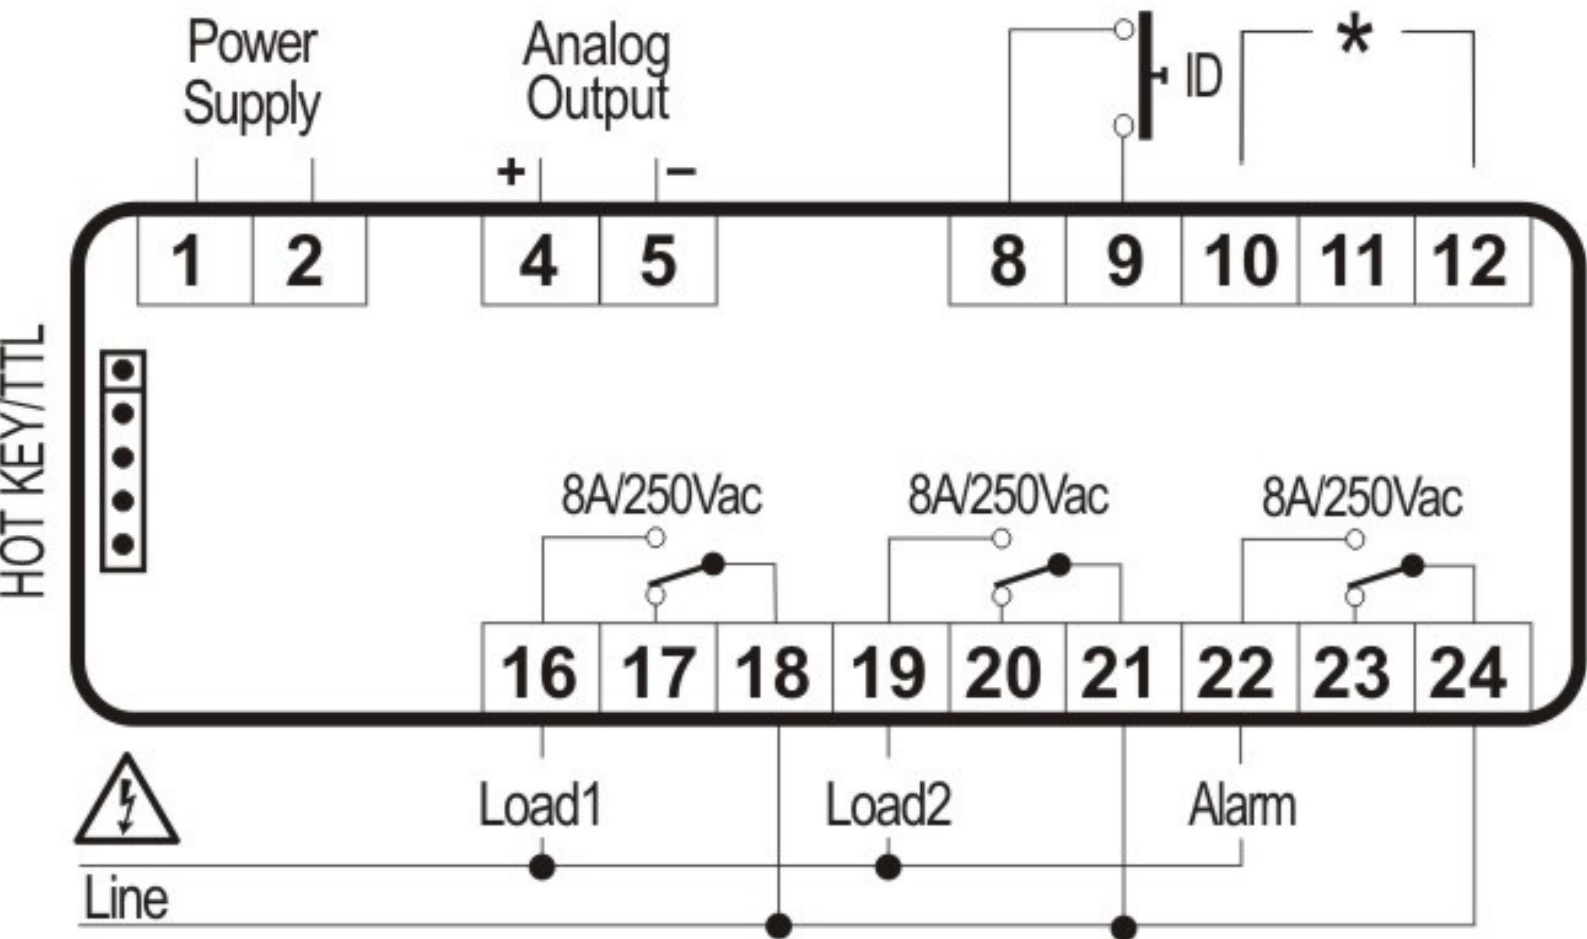 Power
Supply
Analog
Output
ID
*
+
−
1 2 4 5 8 9 10 11 12
HOT KEY/TTL
8A/250Vac 8A/250Vac 8A/250Vac
16 17 18 19 20 21 22 23 24
Load1 Load2 Alarm
Line